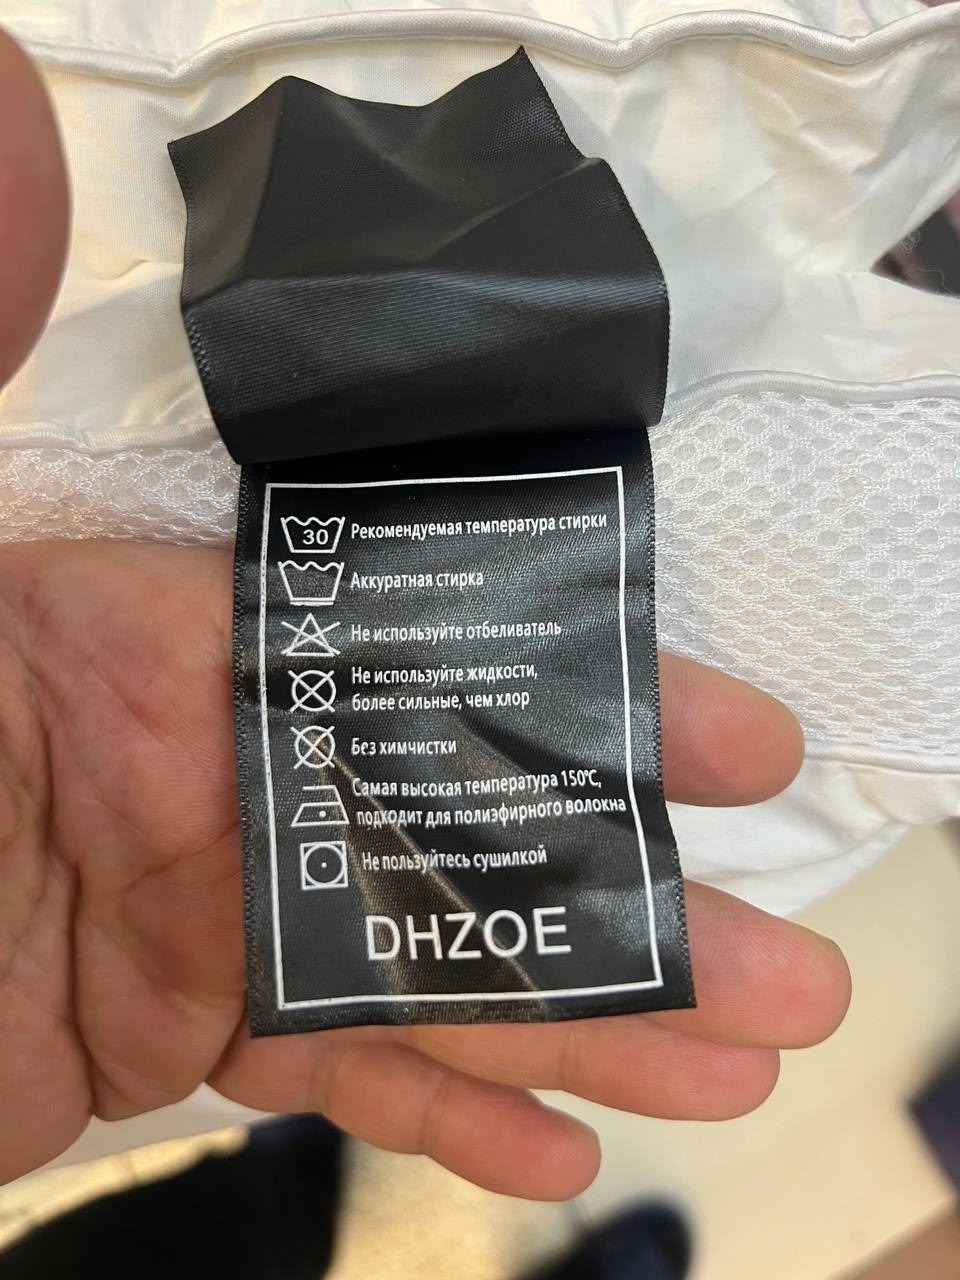 30 Рекомендуемая температура стирки
Аккуратная стирка
Не используйте отбеливатель
Не используйте жидкости,
более сильные, чем хлор
Без химчистки
Самая высокая температура 150℃,
подходит для полиэфирного волокна
Не пользуйтесь сушилкой
DHZOE